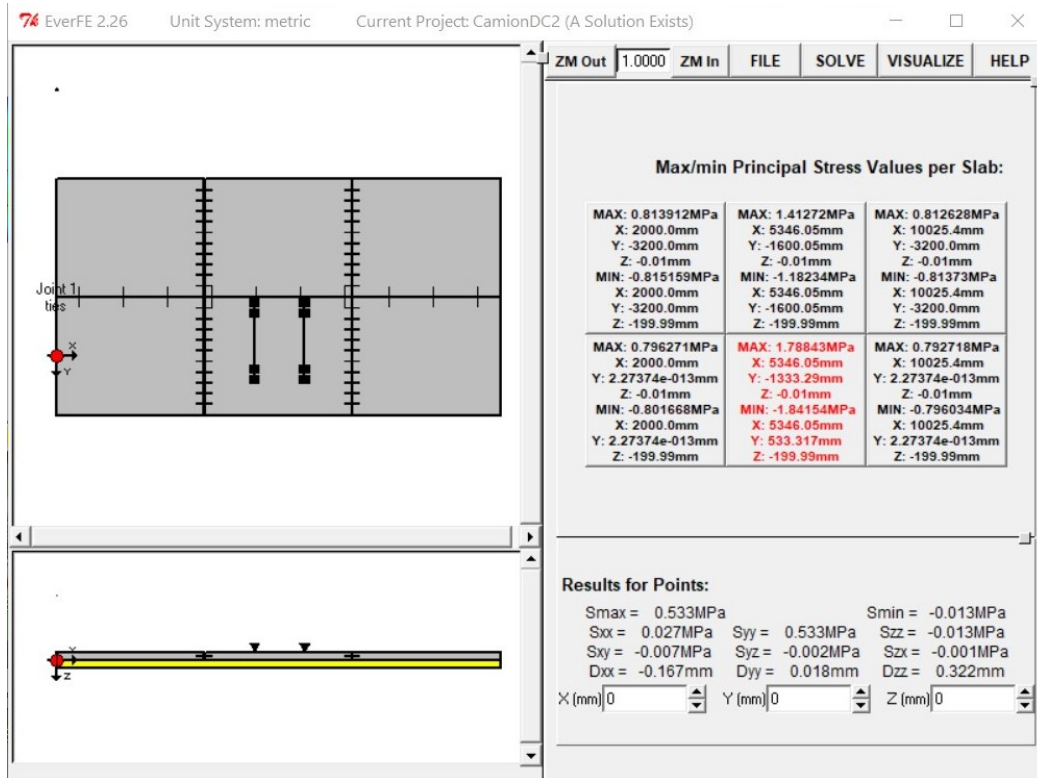 EverFE 2.26 Unit System: metric Current Project: CamionDC2 (A Solution Exists)
ZM Out 1.0000 ZM In FILE SOLVE VISUALIZE HELP
Joint 1
ties
X
Y
X
Z
Max/min Principal Stress Values per Slab:
MAX: 0.813912MPa
X: 2000.0mm
Y: -3200.0mm
Z: -0.01mm
MIN: -0.815159MPa
X: 2000.0mm
Y: -3200.0mm
Z: -199.99mm
MAX: 1.41272MPa
X: 5346.05mm
Y: -1600.05mm
Z: -0.01mm
MIN: -1.18234MPa
X: 5346.05mm
Y: -1600.05mm
Z: -199.99mm
MAX: 0.812628MPa
X: 10025.4mm
Y: -3200.0mm
Z: -0.01mm
MIN: -0.81373MPa
X: 10025.4mm
Y: -3200.0mm
Z: -199.99mm
MAX: 0.796271MPa
X: 2000.0mm
Y: 2.27374e-013mm
Z: -0.01mm
MIN: -0.801668MPa
X: 2000.0mm
Y: 2.27374e-013mm
Z: -199.99mm
MAX: 1.78843MPa
X: 5346.05mm
Y: -1333.29mm
Z: -0.01mm
MIN: -1.84154MPa
X: 5346.05mm
Y: 533.317mm
Z: -199.99mm
MAX: 0.792718MPa
X: 10025.4mm
Y: 2.27374e-013mm
Z: -0.01mm
MIN: -0.796034MPa
X: 10025.4mm
Y: 2.27374e-013mm
Z: -199.99mm
Results for Points:
Smax = 0.533MPa Smin = -0.013MPa
Sxx = 0.027MPa Syy = 0.533MPa Szz = -0.013MPa
Sxy = -0.007MPa Syz = -0.002MPa Szx = -0.001MPa
Dxx = -0.167mm Dyy = 0.018mm Dzz = 0.322mm
X (mm) 0 Y (mm) 0 Z (mm) 0